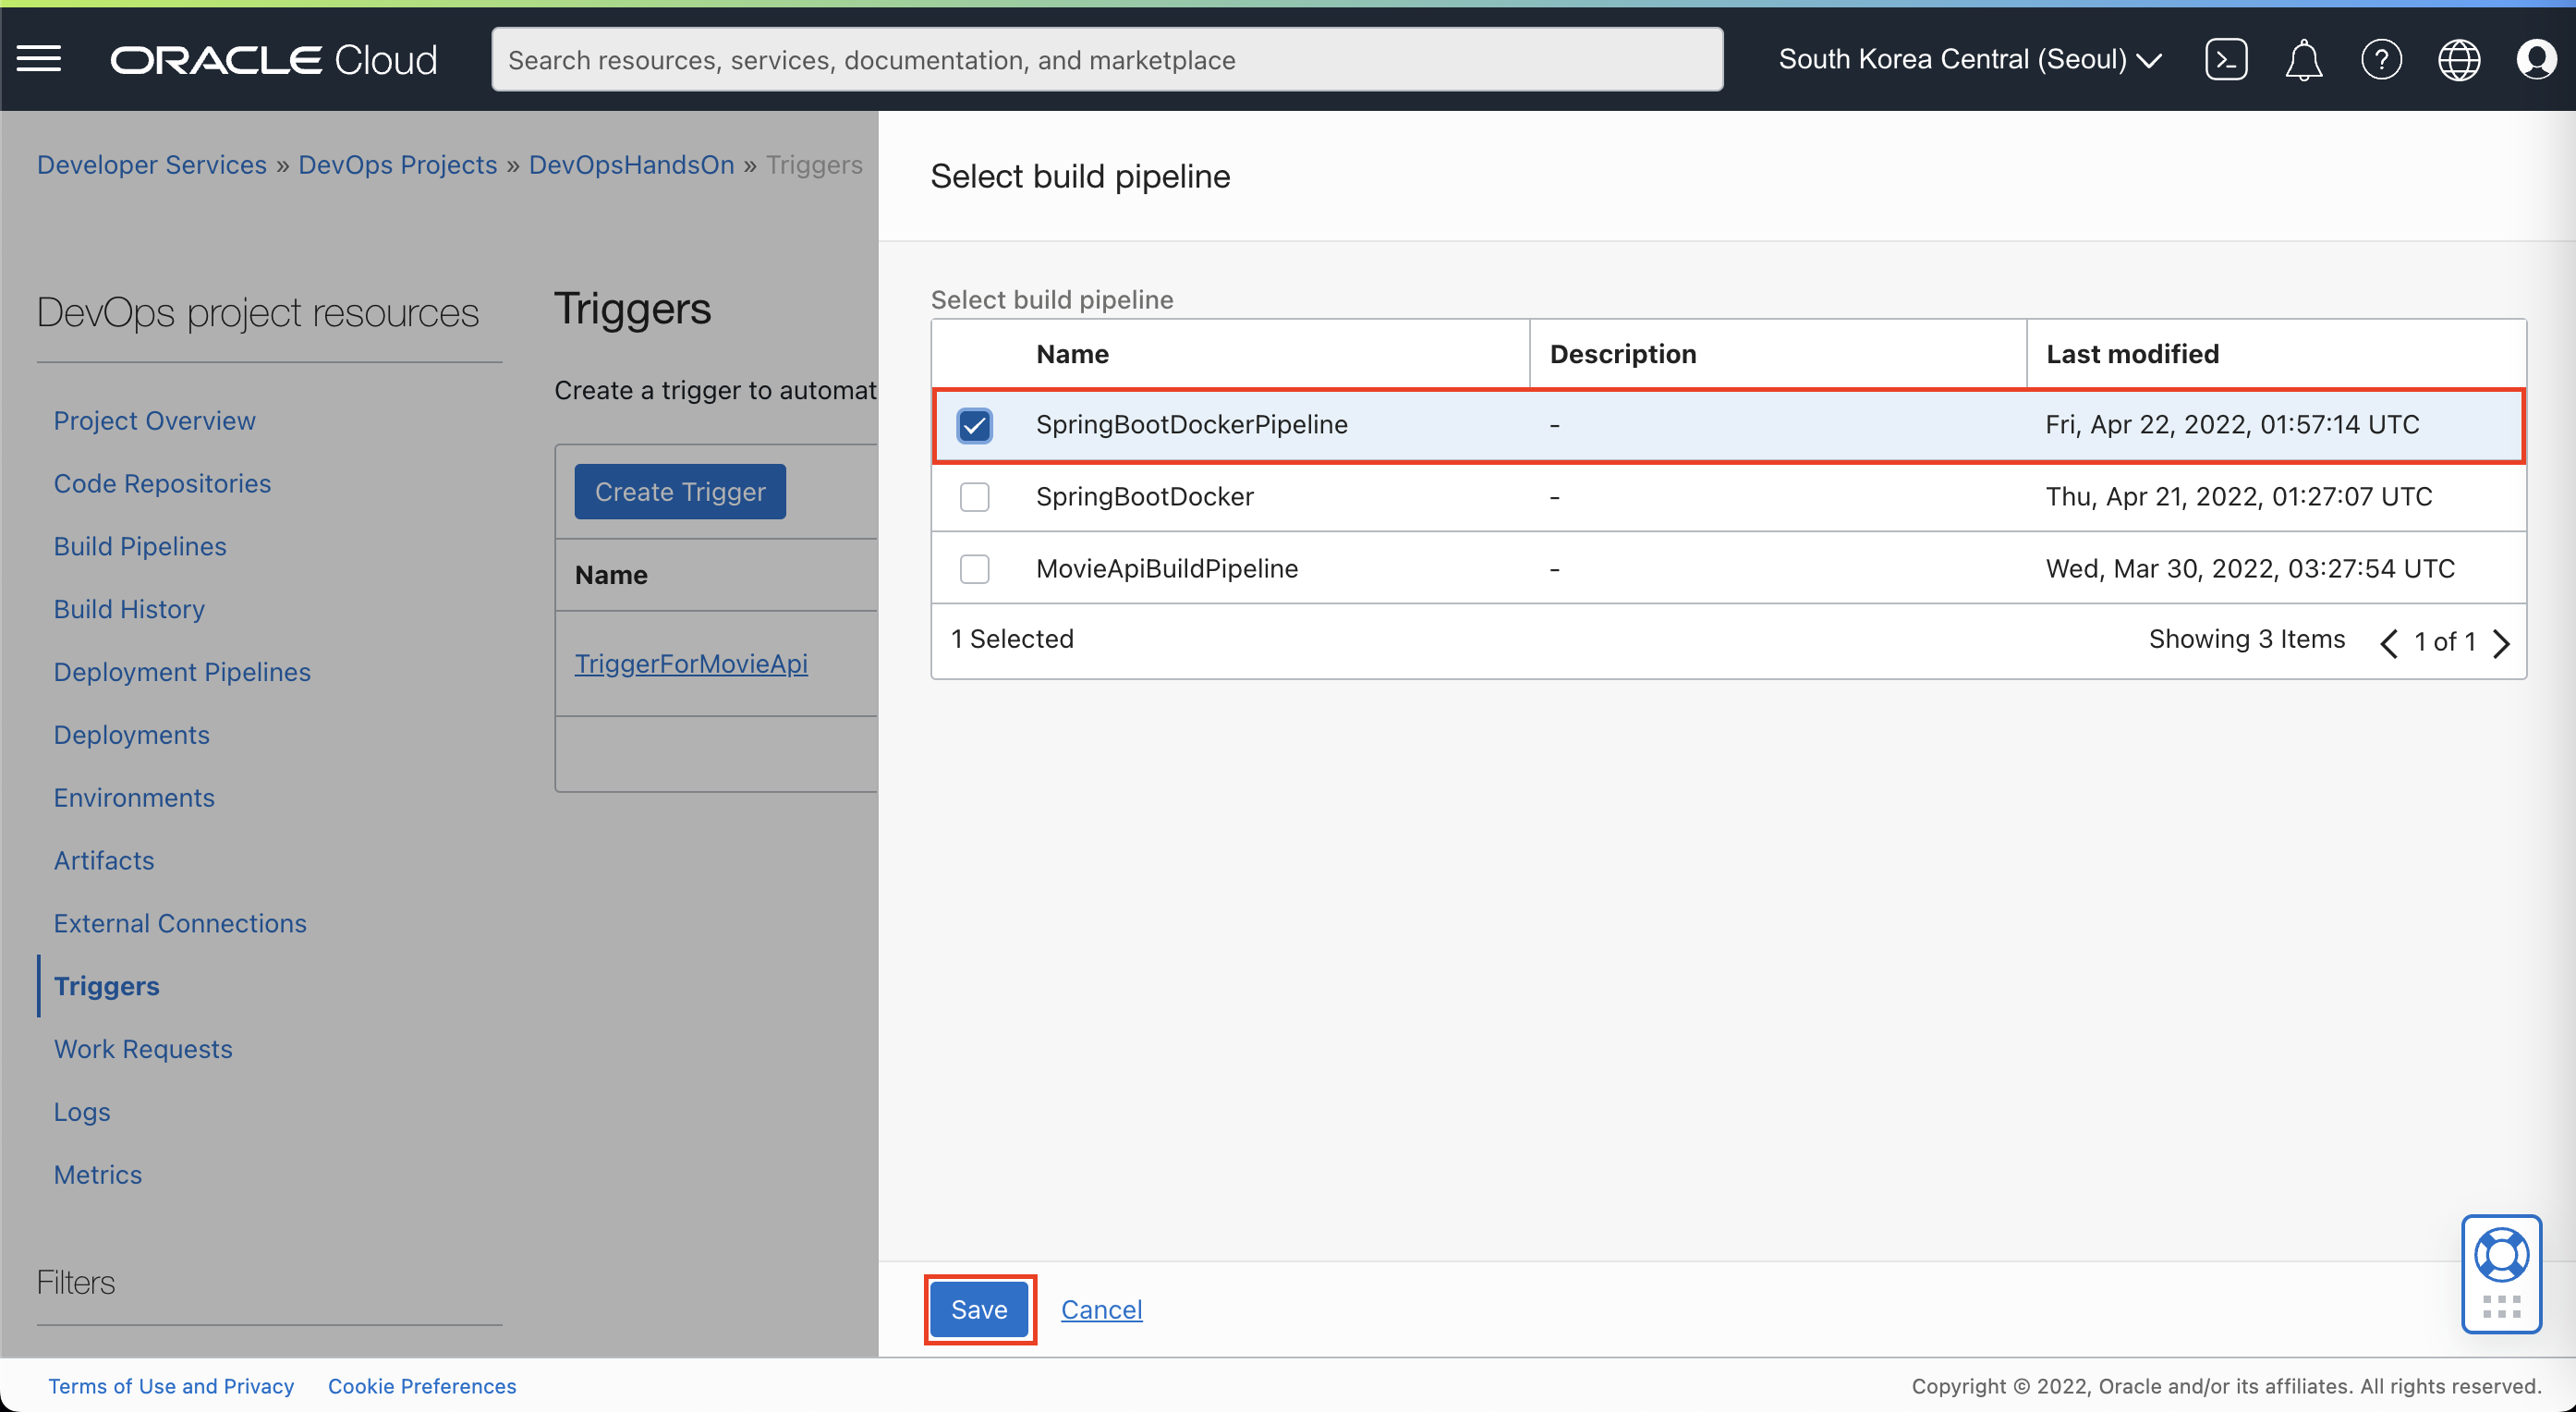 ORACLE Cloud
Search resources, services, documentation, and marketplace
South Korea Central (Seoul)
Developer Services » DevOps Projects » DevOpsHandsOn » Triggers
DevOps project resources
Project Overview
Code Repositories
Build Pipelines
Build History
Deployment Pipelines
Deployments
Environments
Artifacts
External Connections
Triggers
Work Requests
Logs
Metrics
Filters
Triggers
Create a trigger to automat
Create Trigger
Name
TriggerForMovieApi
Select build pipeline
Select build pipeline
Name Description Last modified
SpringBootDockerPipeline - Fri, Apr 22, 2022, 01:57:14 UTC
SpringBootDocker - Thu, Apr 21, 2022, 01:27:07 UTC
MovieApiBuildPipeline - Wed, Mar 30, 2022, 03:27:54 UTC
1 Selected Showing 3 Items 1 of 1
Save Cancel
Terms of Use and Privacy Cookie Preferences Copyright © 2022, Oracle and/or its affiliates. All rights reserved.